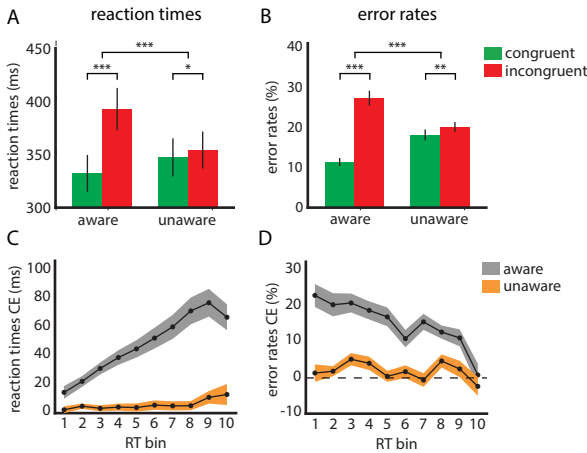 A
reaction times
B
error rates
reaction times (ms)
450
400
350
300
***
***
*
aware
unaware
error rates (%)
40
30
20
10
0
***
***
**
aware
unaware
congruent
incongruent
C
reaction times CE (ms)
100
80
60
40
20
0
1 2 3 4 5 6 7 8 9 10
RT bin
D
error rates CE (%)
30
20
10
0
-10
1 2 3 4 5 6 7 8 9 10
RT bin
aware
unaware